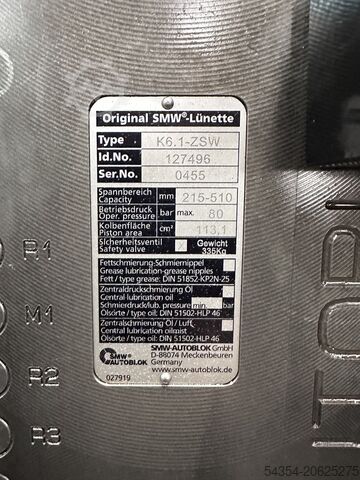 Original SMW®-Lünette
Type K6.1-ZSW
Id.No. 127496
Ser.No. 0455
Spannbereich
Capacity mm 215-510
Betriebsdruck
Oper. pressure bar max. 80
Kolbenfläche
Piston area cm² 113,1
Sicherheitsventil
Safety valve
Gewicht
335Kg
Fettschmierung-Schmiernippel
Grease lubrication-grease nipples
Fett / type grease: DIN 51852-KP2N-25
Zentraldruckschmierung Öl
Central lubrication oil
Schmierdruck/lub. pressure min. bar
Ölsorte / type oil: DIN 51502-HLP 46
Zentralschmierung Öl / Luft
Central lubrication oilmist
Ölsorte / type oil: DIN 51502-HLP 46
SMW®
AUTOBLOK
SMW-AUTOBLOK GmbH
D-88074 Meckenbeuren
Germany
www.smw-autoblok.de
027919
R1
M1
R2
R3
54354-20625275